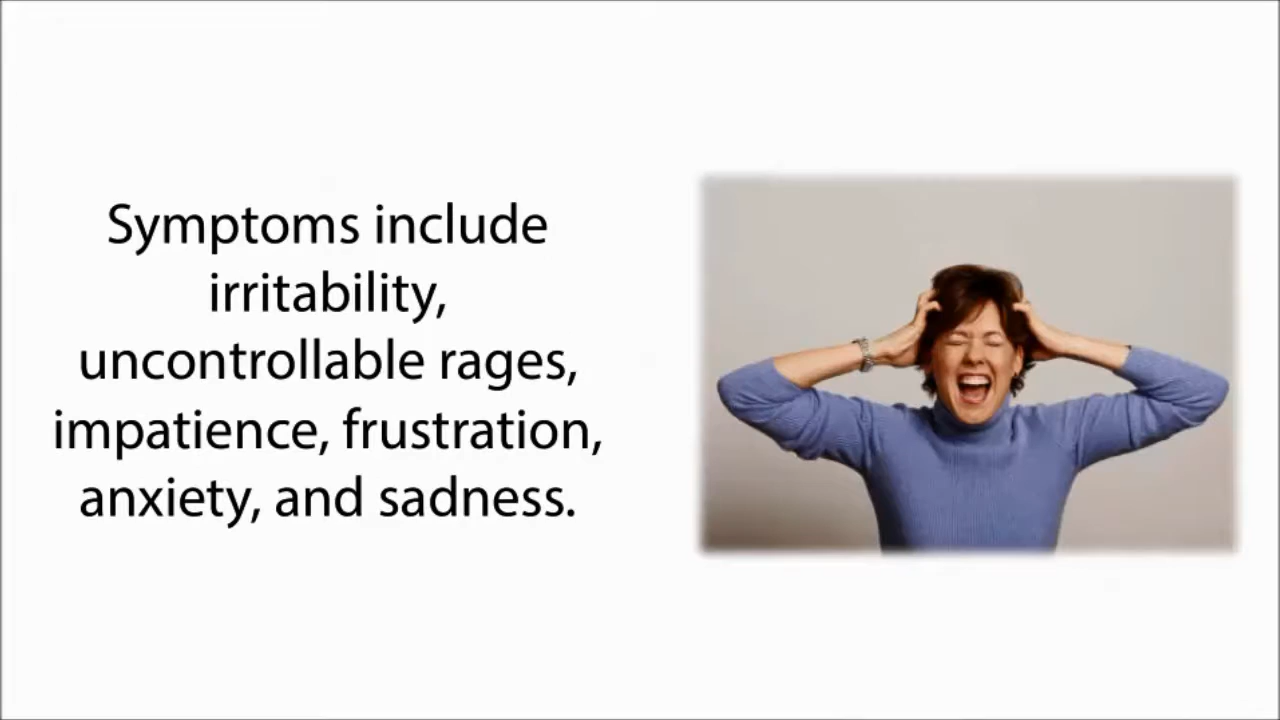 Symptoms include
irritability,
uncontrollable rages,
impatience, frustration,
anxiety, and sadness.